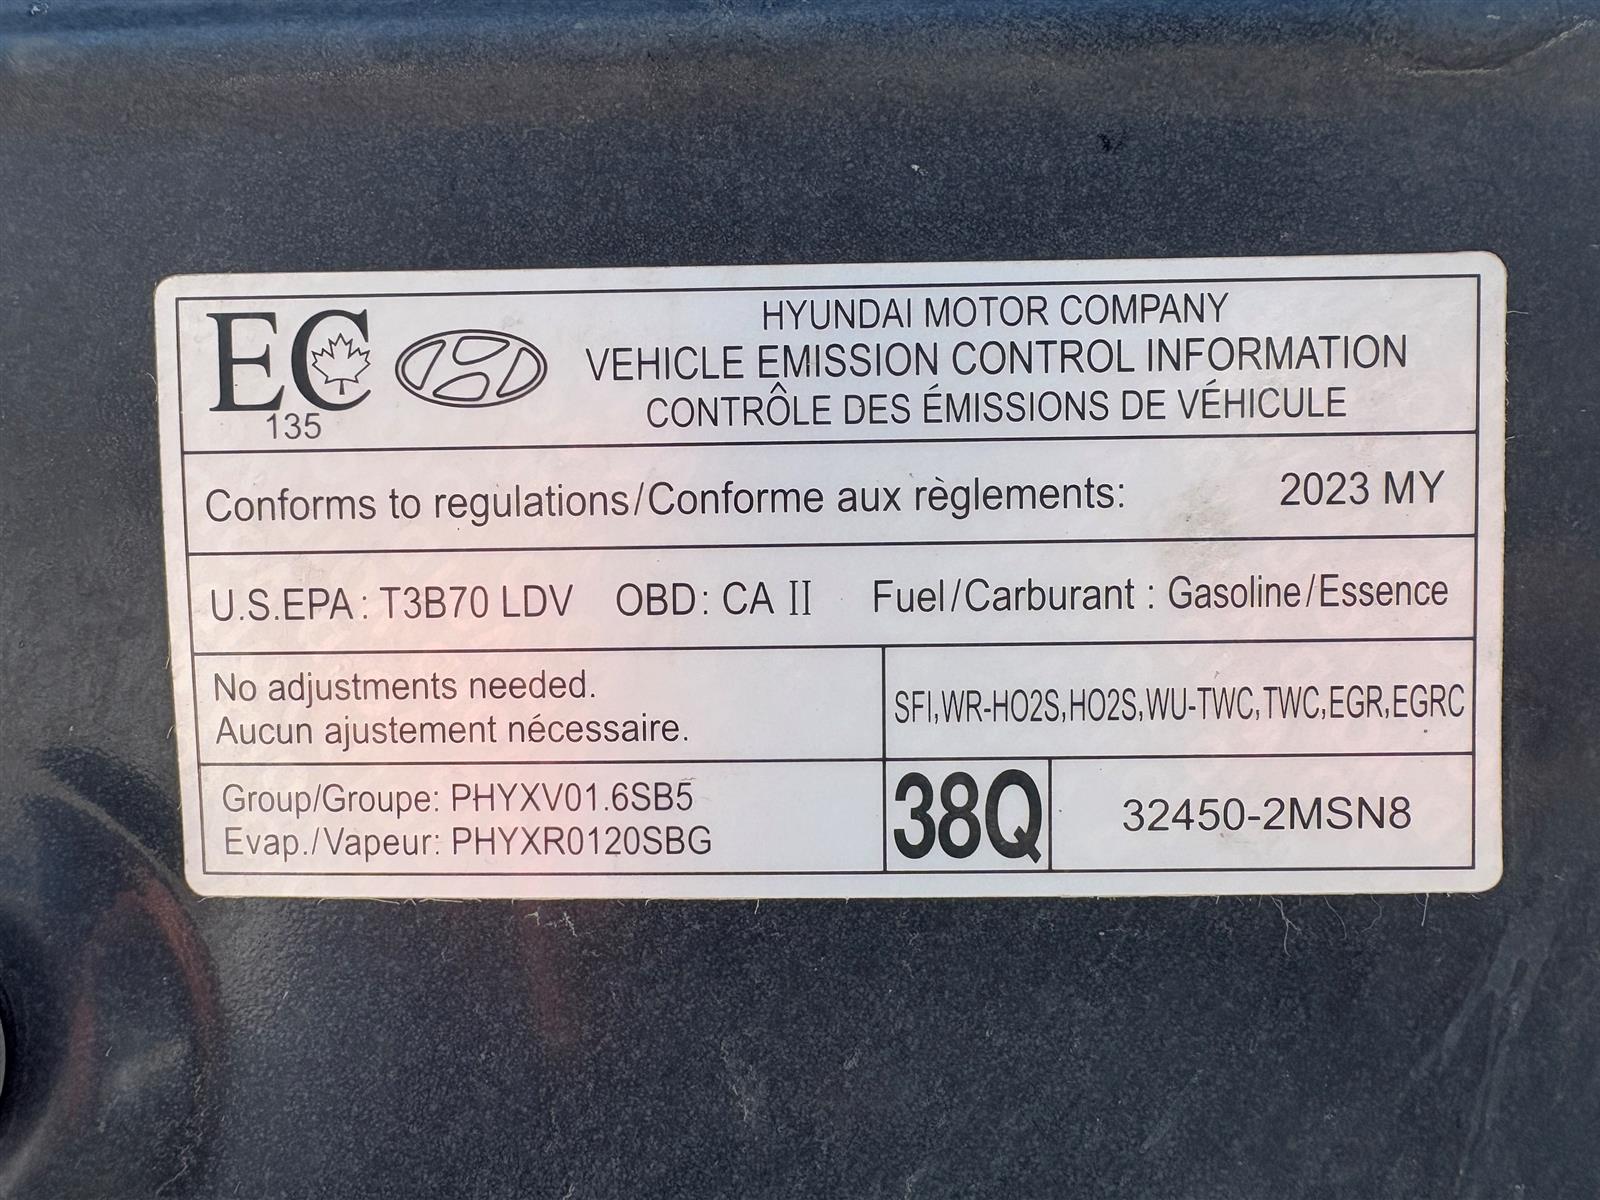 EC
135
HYUNDAI MOTOR COMPANY
VEHICLE EMISSION CONTROL INFORMATION
CONTRÔLE DES ÉMISSIONS DE VÉHICULE
Conforms to regulations/Conforme aux règlements: 2023 MY
U.S.EPA : T3B70 LDV OBD: CA II Fuel/Carburant : Gasoline/Essence
No adjustments needed.
Aucun ajustement nécessaire.
SFI,WR-HO2S,HO2S,WU-TWC,TWC,EGR,EGRC
Group/Groupe: PHYXV01.6SB5
Evap./Vapeur: PHYXR0120SBG
38Q
32450-2MSN8